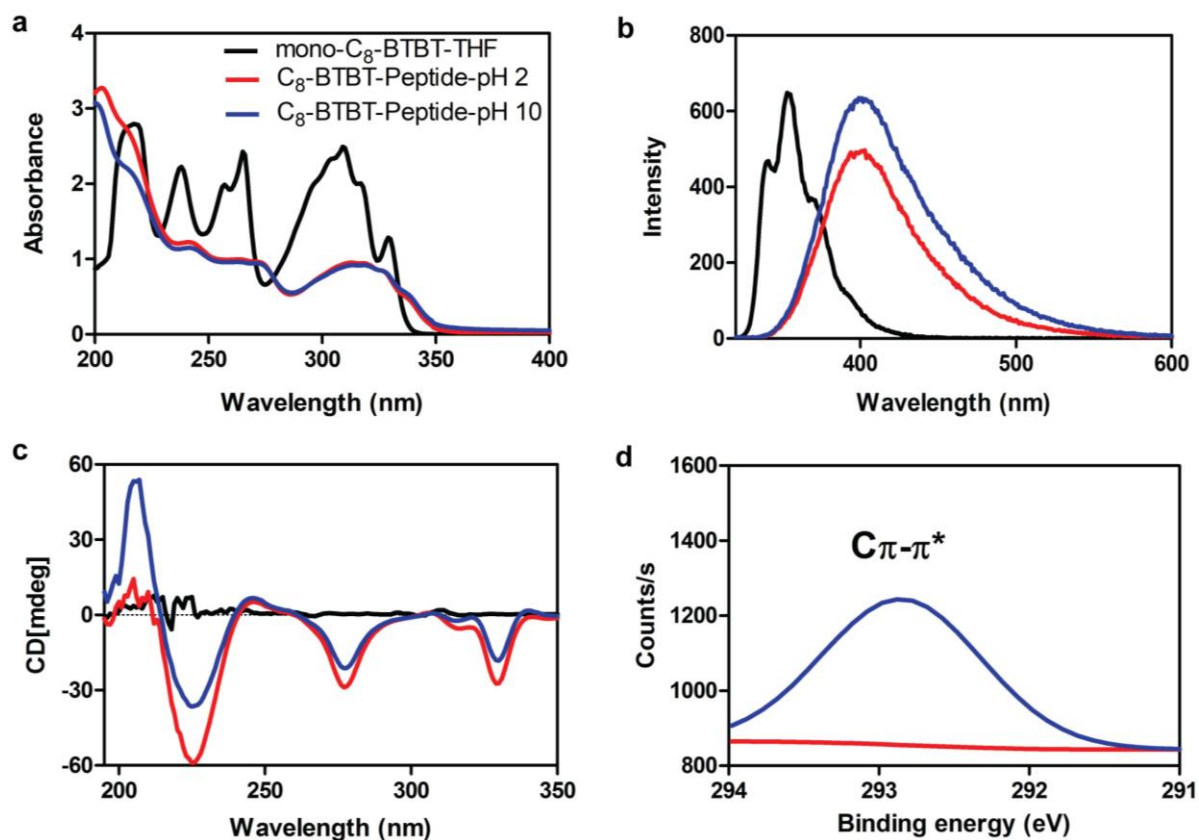 a
4
3
2
1
0
Absorbance
mono-C₈-BTBT-THF
C₈-BTBT-Peptide-pH 2
C₈-BTBT-Peptide-pH 10
200 250 300 350 400
Wavelength (nm)
b
800
600
400
200
0
Intensity
400 500 600
Wavelength (nm)
c
60
30
0
-30
-60
CD[mdeg]
200 250 300 350
Wavelength (nm)
d
1600
1400
1200
1000
800
Counts/s
Cπ-π*
294 293 292 291
Binding energy (eV)